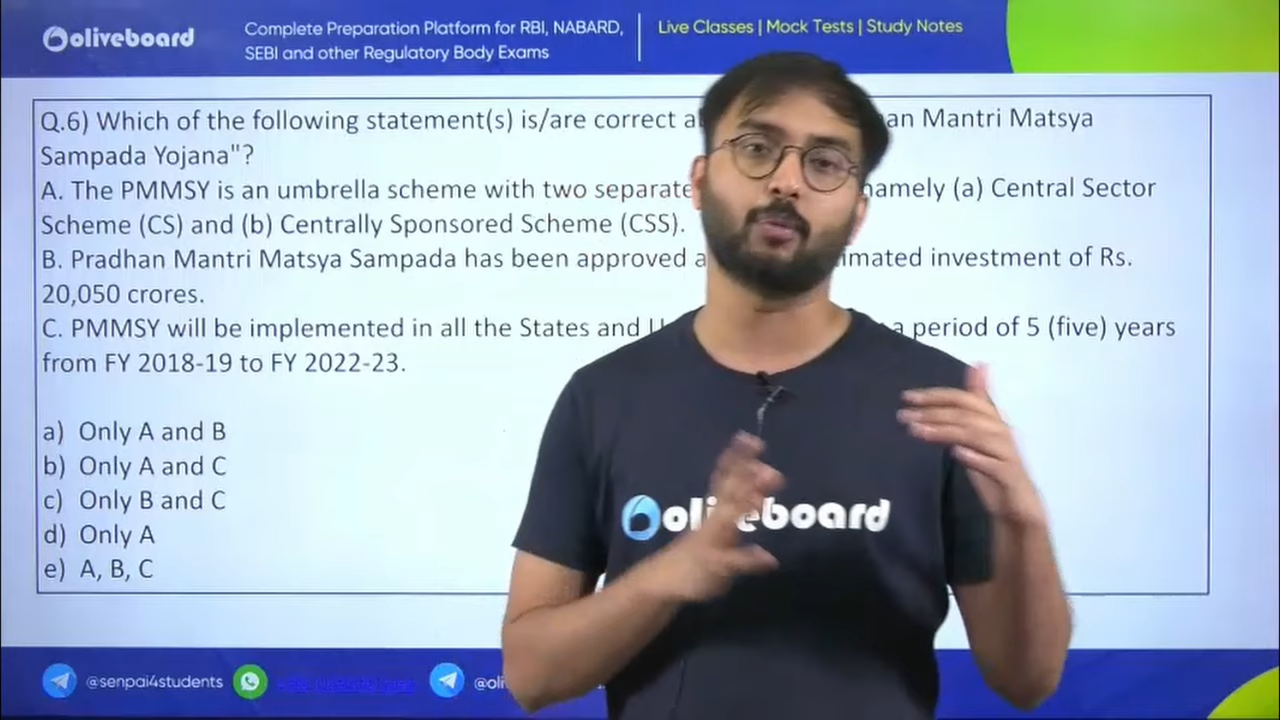 oliveboard
Complete Preparation Platform for RBI, NABARD,
SEBI and other Regulatory Body Exams
Live Classes | Mock Tests | Study Notes
Q.6) Which of the following statement(s) is/are correct a an Mantri Matsya
Sampada Yojana"?
A. The PMMSY is an umbrella scheme with two separate namely (a) Central Sector
Scheme (CS) and (b) Centrally Sponsored Scheme (CSS).
B. Pradhan Mantri Matsya Sampada has been approved a imated investment of Rs.
20,050 crores.
C. PMMSY will be implemented in all the States and U a period of 5 (five) years
from FY 2018-19 to FY 2022-23.
a) Only A and B
b) Only A and C
c) Only B and C
d) Only A
e) A, B, C
oliveboard
@senpai4students
@oli